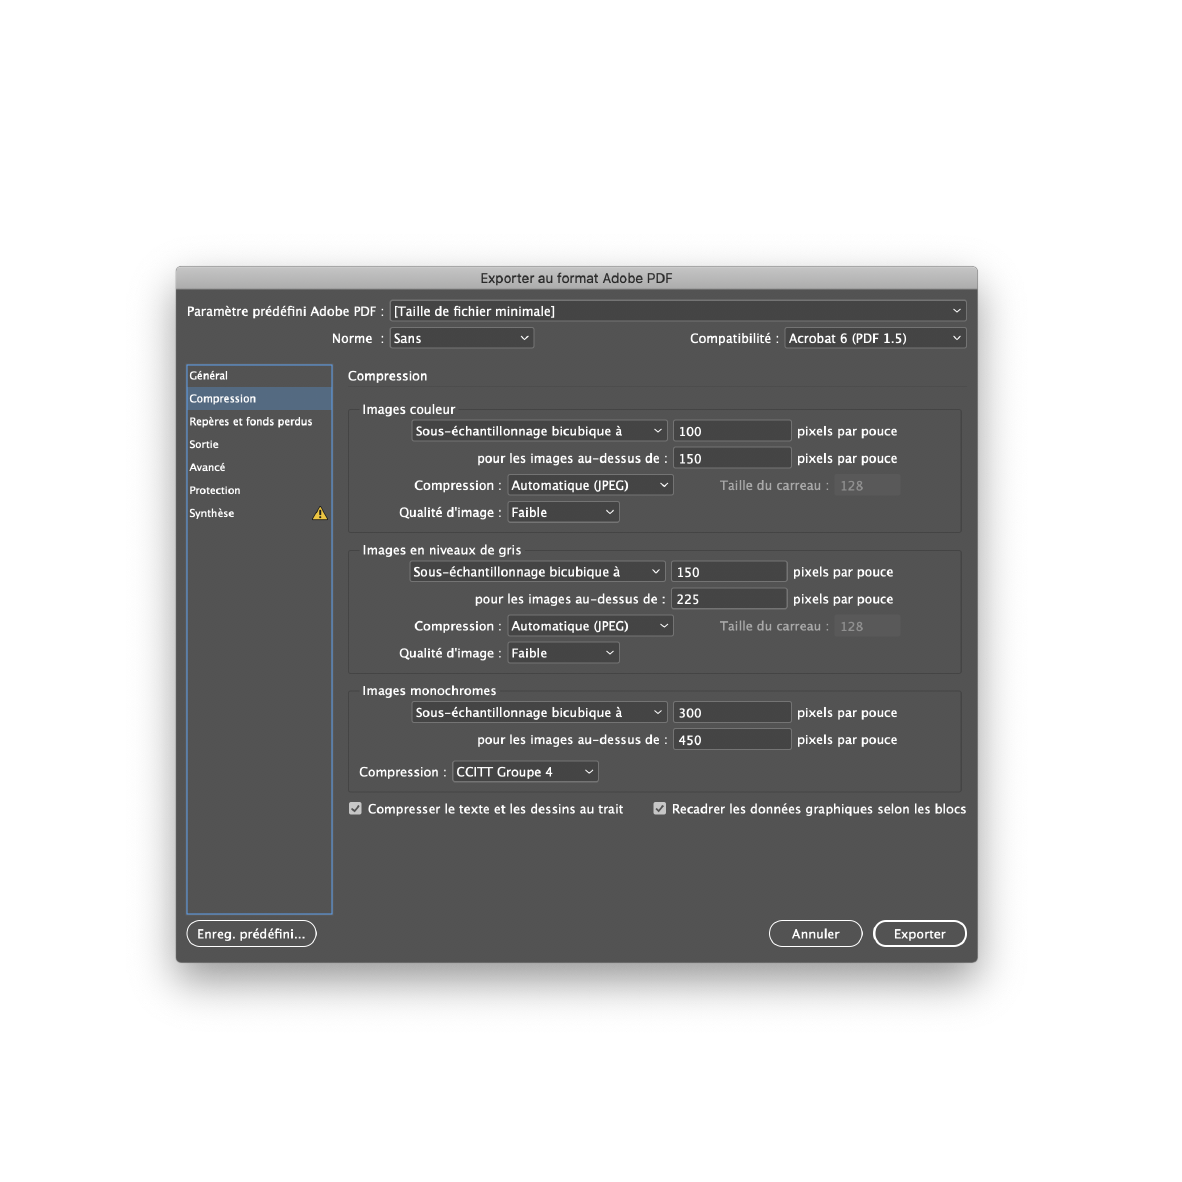 Exporter au format Adobe PDF
Paramètre prédéfini Adobe PDF : [Taille de fichier minimale]
Norme : Sans Compatibilité : Acrobat 6 (PDF 1.5)
Général
Compression
Repères et fonds perdus
Sortie
Avancé
Protection
Synthèse
Compression
Images couleur
Sous-échantillonnage bicubique à 100 pixels par pouce
pour les images au-dessus de : 150 pixels par pouce
Compression : Automatique (JPEG) Taille du carreau : 128
Qualité d'image : Faible
Images en niveaux de gris
Sous-échantillonnage bicubique à 150 pixels par pouce
pour les images au-dessus de : 225 pixels par pouce
Compression : Automatique (JPEG) Taille du carreau : 128
Qualité d'image : Faible
Images monochromes
Sous-échantillonnage bicubique à 300 pixels par pouce
pour les images au-dessus de : 450 pixels par pouce
Compression : CCITT Groupe 4
Compresser le texte et les dessins au trait Recadrer les données graphiques selon les blocs
Enreg. prédéfini... Annuler Exporter